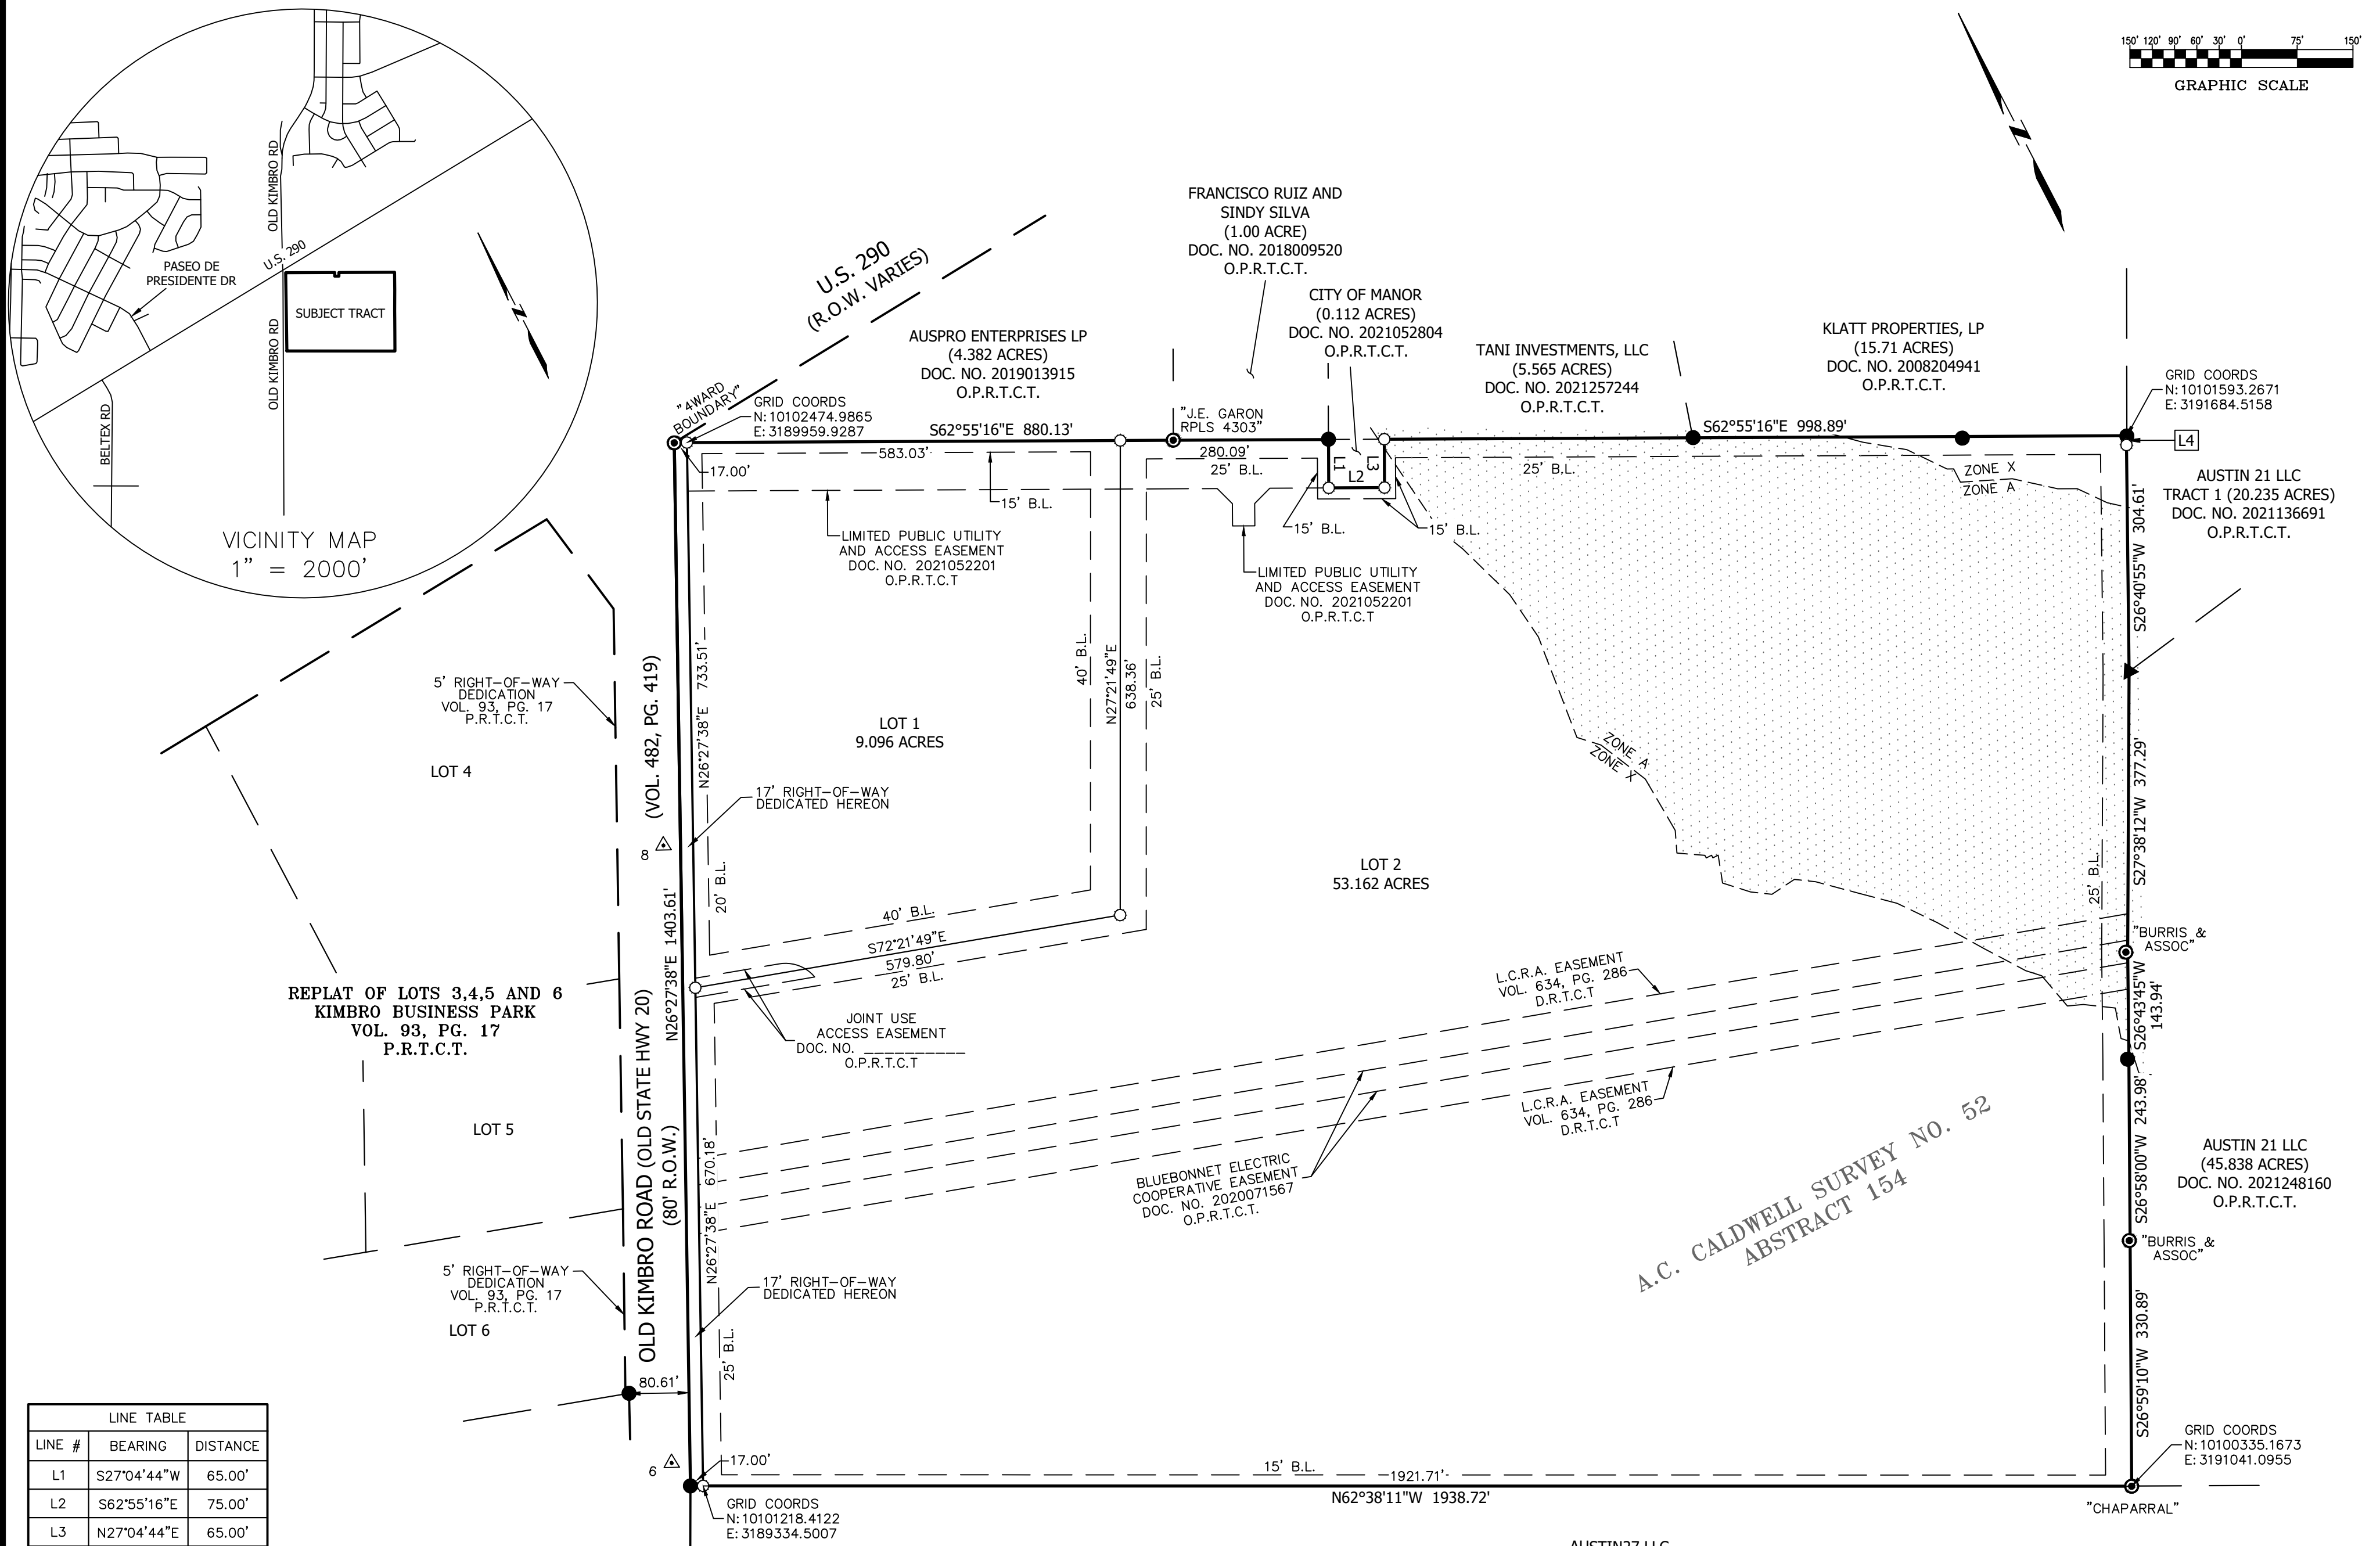 OLD KIMBRO RD
U.S. 290
PASEO DE
PRESIDENTE DR
SUBJECT TRACT
OLD KIMBRO RD
BELTEX RD
N
VICINITY MAP
1" = 2000'
N
150' 120' 90' 60' 30' 0' 75' 150'
GRAPHIC SCALE
U.S. 290
(R.O.W. VARIES)
FRANCISCO RUIZ AND
SINDY SILVA
(1.00 ACRE)
DOC. NO. 2018009520
O.P.R.T.C.T.
CITY OF MANOR
(0.112 ACRES)
DOC. NO. 2021052804
O.P.R.T.C.T.
AUSPRO ENTERPRISES LP
(4.382 ACRES)
DOC. NO. 2019013915
O.P.R.T.C.T.
TANI INVESTMENTS, LLC
(5.565 ACRES)
DOC. NO. 2021257244
O.P.R.T.C.T.
KLATT PROPERTIES, LP
(15.71 ACRES)
DOC. NO. 2008204941
O.P.R.T.C.T.
GRID COORDS
N: 10101593.2671
E: 3191684.5158
L4
"4WARD
BOUNDARY"
GRID COORDS
N: 10102474.9865
E: 3189959.9287
S62°55'16"E 880.13'
"J.E. GARON
RPLS 4303"
S62°55'16"E 998.89'
17.00'
583.03'
280.09'
25' B.L.
L1
L2
L3
25' B.L.
15' B.L.
15' B.L.
15' B.L.
ZONE X
ZONE A
LIMITED PUBLIC UTILITY
AND ACCESS EASEMENT
DOC. NO. 2021052201
O.P.R.T.C.T
LIMITED PUBLIC UTILITY
AND ACCESS EASEMENT
DOC. NO. 2021052201
O.P.R.T.C.T
AUSTIN 21 LLC
TRACT 1 (20.235 ACRES)
DOC. NO. 2021136691
O.P.R.T.C.T.
S26°40'55"W 304.61'
5' RIGHT-OF-WAY
DEDICATION
VOL. 93, PG. 17
P.R.T.C.T.
LOT 4
(VOL. 482, PG. 419)
N26°27'38"E 733.51'
LOT 1
9.096 ACRES
40' B.L.
N27°21'49"E
638.36'
25' B.L.
17' RIGHT-OF-WAY
DEDICATED HEREON
ZONE A
ZONE X
S27°38'12"W 377.29'
8
20' B.L.
LOT 2
53.162 ACRES
25' B.L.
N26°27'38"E 1403.61'
40' B.L.
S72°21'49"E
579.80'
25' B.L.
"BURRIS &
ASSOC"
REPLAT OF LOTS 3,4,5 AND 6
KIMBRO BUSINESS PARK
VOL. 93, PG. 17
P.R.T.C.T.
JOINT USE
ACCESS EASEMENT
DOC. NO. __________
O.P.R.T.C.T
L.C.R.A. EASEMENT
VOL. 634, PG. 286
D.R.T.C.T
S26°43'45"W
143.94'
OLD KIMBRO ROAD (OLD STATE HWY 20)
(80' R.O.W.)
LOT 5
L.C.R.A. EASEMENT
VOL. 634, PG. 286
D.R.T.C.T
BLUEBONNET ELECTRIC
COOPERATIVE EASEMENT
DOC. NO. 2020071567
O.P.R.T.C.T.
A.C. CALDWELL SURVEY NO. 52
ABSTRACT 154
S26°58'00"W 243.98'
AUSTIN 21 LLC
(45.838 ACRES)
DOC. NO. 2021248160
O.P.R.T.C.T.
N26°27'38"E 670.18'
"BURRIS &
ASSOC"
5' RIGHT-OF-WAY
DEDICATION
VOL. 93, PG. 17
P.R.T.C.T.
LOT 6
17' RIGHT-OF-WAY
DEDICATED HEREON
25' B.L.
80.61'
S26°59'10"W 330.89'
6
17.00'
15' B.L.
1921.71'
N62°38'11"W 1938.72'
GRID COORDS
N: 10101218.4122
E: 3189334.5007
GRID COORDS
N: 10100335.1673
E: 3191041.0955
"CHAPARRAL"
LINE TABLE
LINE # BEARING DISTANCE
L1 S27°04'44"W 65.00'
L2 S62°55'16"E 75.00'
L3 N27°04'44"E 65.00'
AUSTIN27 LLC